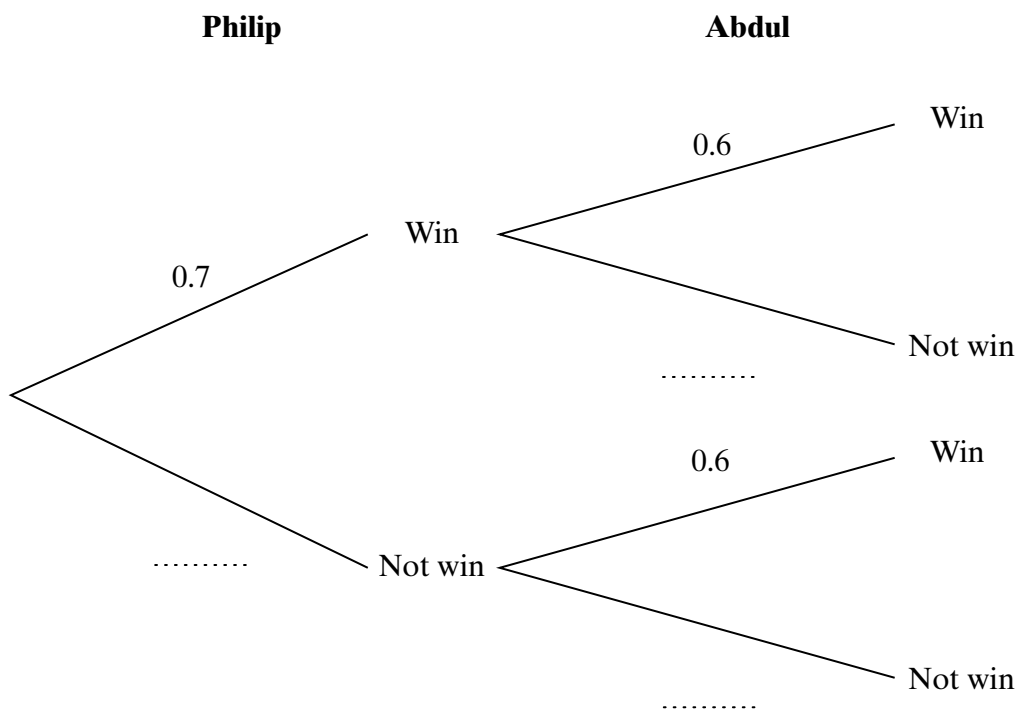 Philip Abdul
Win
0.6
Win
0.7
Not win
..........
Win
0.6
Not win
..........
Not win
..........